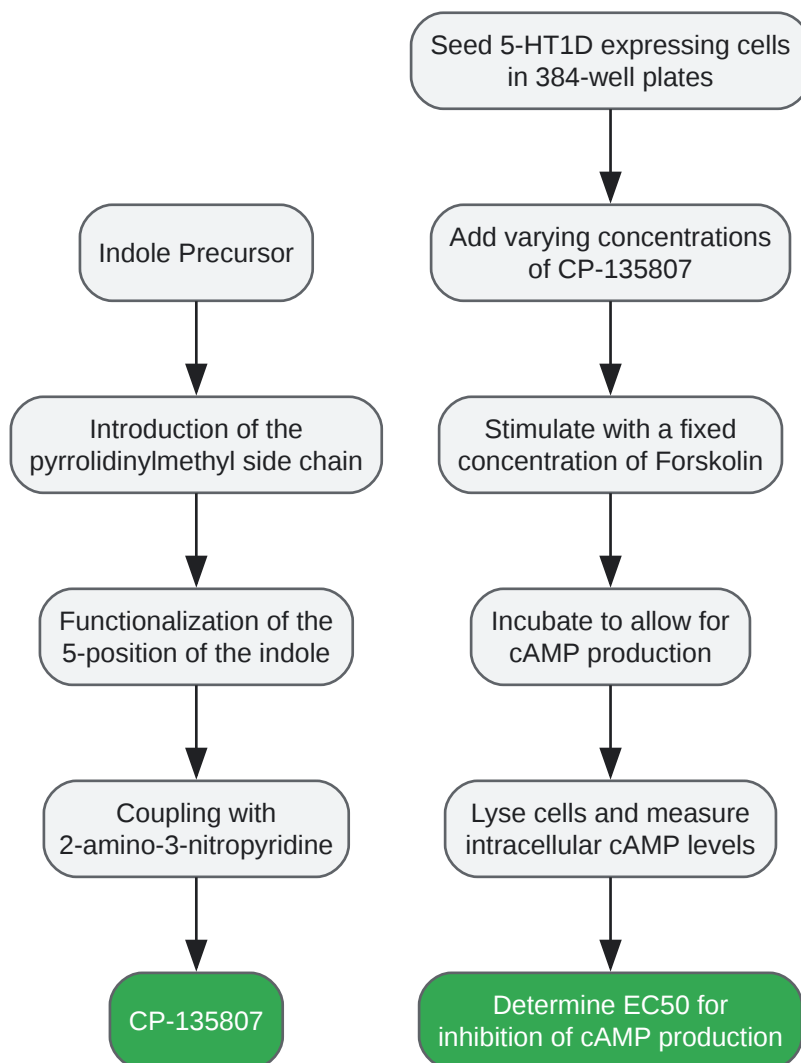 Indole Precursor
Introduction of the
pyrrolidinylmethyl side chain
Functionalization of the
5-position of the indole
Coupling with
2-amino-3-nitropyridine
CP-135807
Seed 5-HT1D expressing cells
in 384-well plates
Add varying concentrations
of CP-135807
Stimulate with a fixed
concentration of Forskolin
Incubate to allow for
cAMP production
Lyse cells and measure
intracellular cAMP levels
Determine EC50 for
inhibition of cAMP production